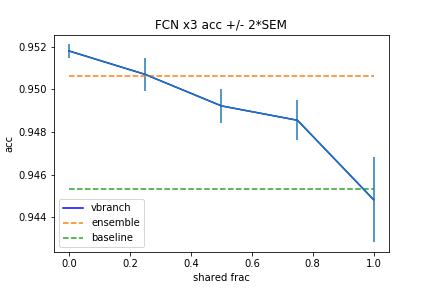 FCN x3 acc +/- 2*SEM
0.952
0.950
0.948
0.946
0.944
acc
vbranch
ensemble
baseline
0.0 0.2 0.4 0.6 0.8 1.0
shared frac